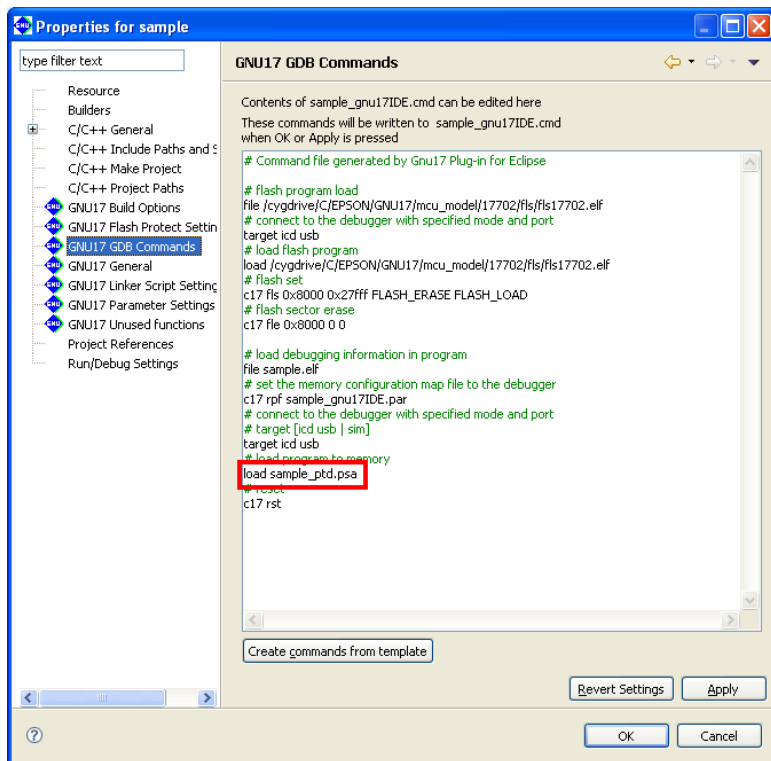 Properties for sample
type filter text
Resource
Builders
C/C++ General
C/C++ Include Paths and S
C/C++ Make Project
C/C++ Project Paths
GNU17 Build Options
GNU17 Flash Protect Settin
GNU17 GDB Commands
GNU17 General
GNU17 Linker Script Setting
GNU17 Parameter Settings
GNU17 Unused functions
Project References
Run/Debug Settings
GNU17 GDB Commands
Contents of sample_gnu17IDE.cmd can be edited here
These commands will be written to sample_gnu17IDE.cmd
when OK or Apply is pressed
# Command file generated by Gnu17 Plug-in for Eclipse
# flash program load
file /cygdrive/C/EPSON/GNU17/mcu_model/17702/fls/fls17702.elf
# connect to the debugger with specified mode and port
target icd usb
# load flash program
load /cygdrive/C/EPSON/GNU17/mcu_model/17702/fls/fls17702.elf
# flash set
c17 fls 0x8000 0x27fff FLASH_ERASE FLASH_LOAD
# flash sector erase
c17 fle 0x8000 0 0
# load debugging information in program
file sample.elf
# set the memory configuration map file to the debugger
c17 rpf sample_gnu17IDE.par
# connect to the debugger with specified mode and port
# target [icd usb | sim]
target icd usb
# load program to memory
load sample_ptd.psa
# reset
c17 rst
Create commands from template
Revert Settings
Apply
OK
Cancel